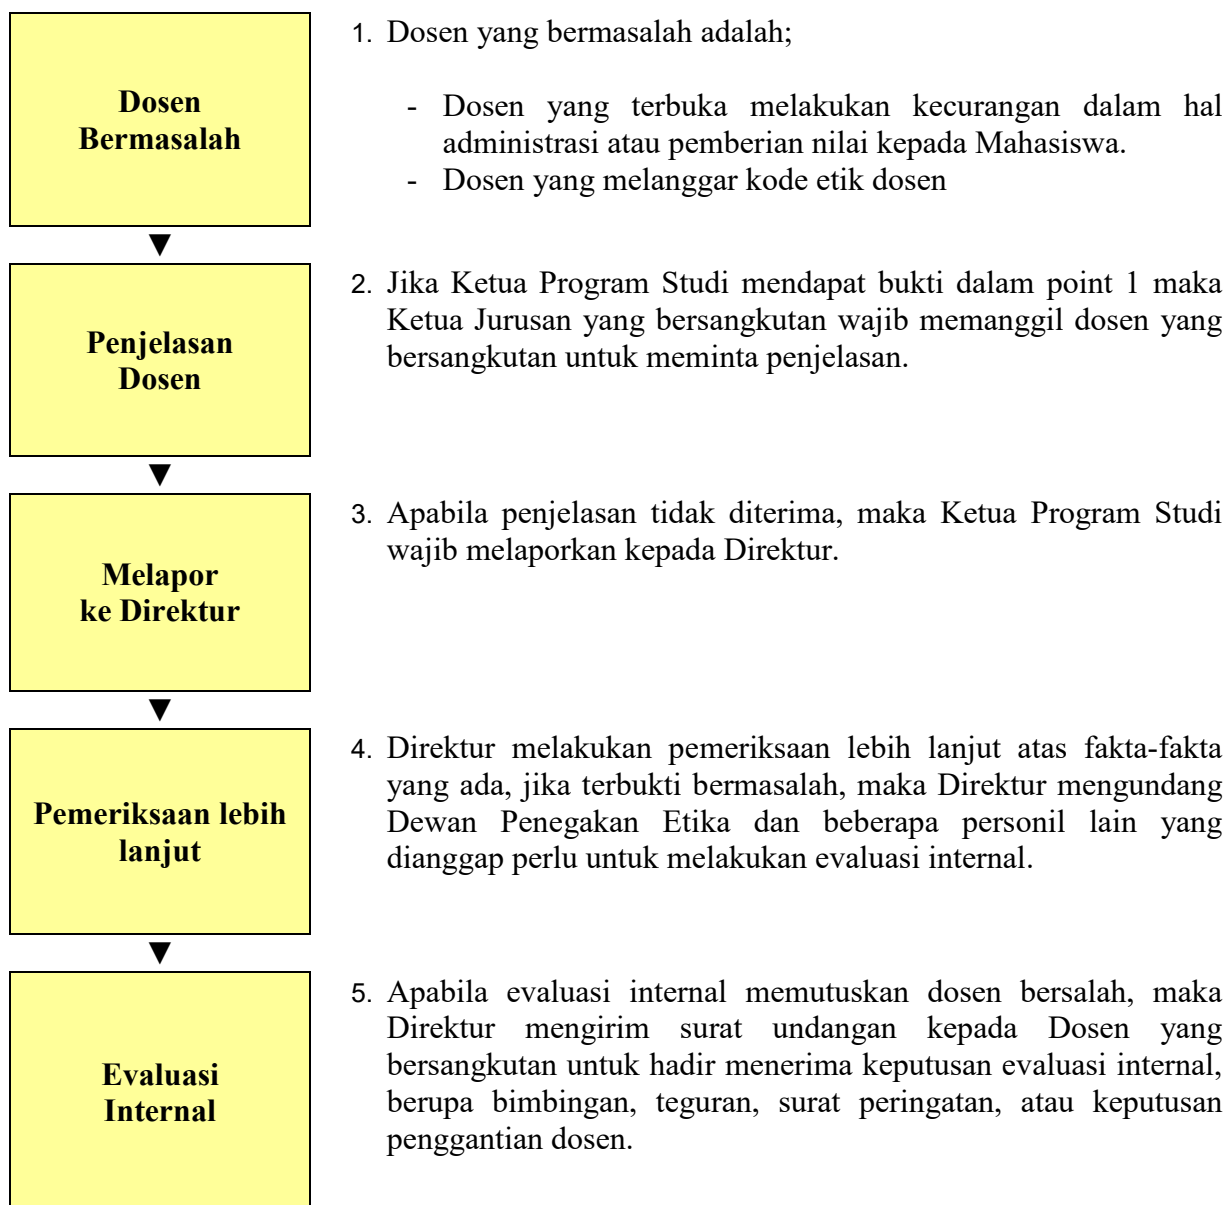 Dosen
Bermasalah
1. Dosen yang bermasalah adalah;
- Dosen yang terbuka melakukan kecurangan dalam hal
administrasi atau pemberian nilai kepada Mahasiswa.
- Dosen yang melanggar kode etik dosen
Penjelasan
Dosen
2. Jika Ketua Program Studi mendapat bukti dalam point 1 maka
Ketua Jurusan yang bersangkutan wajib memanggil dosen yang
bersangkutan untuk meminta penjelasan.
Melapor
ke Direktur
3. Apabila penjelasan tidak diterima, maka Ketua Program Studi
wajib melaporkan kepada Direktur.
Pemeriksaan lebih
lanjut
4. Direktur melakukan pemeriksaan lebih lanjut atas fakta-fakta
yang ada, jika terbukti bermasalah, maka Direktur mengundang
Dewan Penegakan Etika dan beberapa personil lain yang
dianggap perlu untuk melakukan evaluasi internal.
Evaluasi
Internal
5. Apabila evaluasi internal memutuskan dosen bersalah, maka
Direktur mengirim surat undangan kepada Dosen yang
bersangkutan untuk hadir menerima keputusan evaluasi internal,
berupa bimbingan, teguran, surat peringatan, atau keputusan
penggantian dosen.